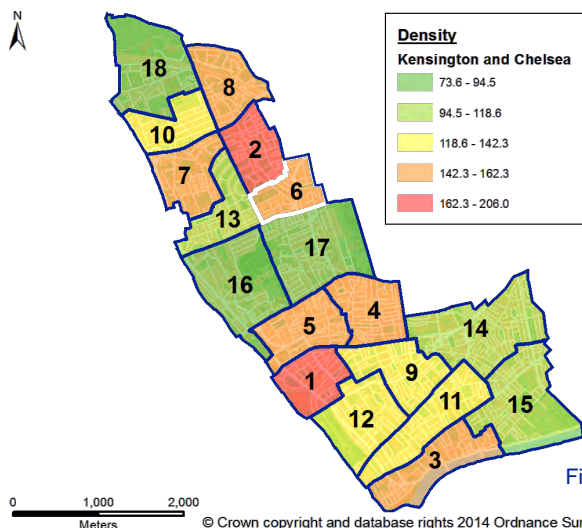 N
Density
Kensington and Chelsea
73.6 - 94.5
94.5 - 118.6
118.6 - 142.3
142.3 - 162.3
162.3 - 206.0
18
8
10
2
7
6
13
17
16
4
5
14
9
1
11
15
12
3
Fi
0 1,000 2,000
Meters
© Crown copyright and database rights 2014 Ordnance Sur